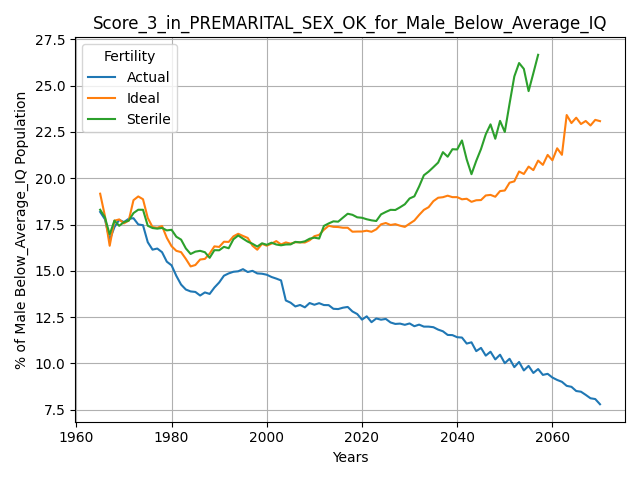 Score_3_in_PREMARITAL_SEX_OK_for_Male_Below_Average_IQ
27.5
25.0
22.5
20.0
17.5
15.0
12.5
10.0
7.5
% of Male Below_Average_IQ Population
Fertility
Actual
Ideal
Sterile
1960 1980 2000 2020 2040 2060
Years